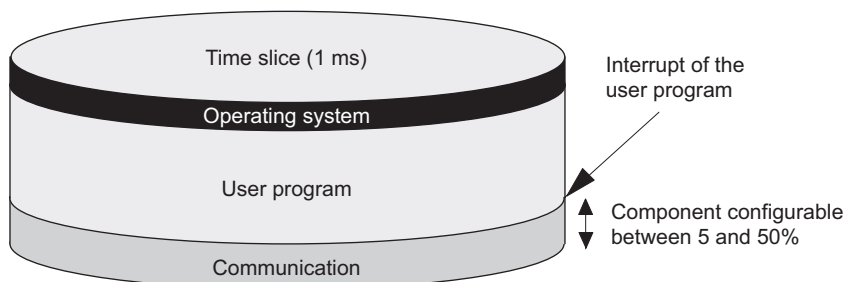 Time slice (1 ms)
Operating system
User program
Communication
Interrupt of the
user program
Component configurable
between 5 and 50%